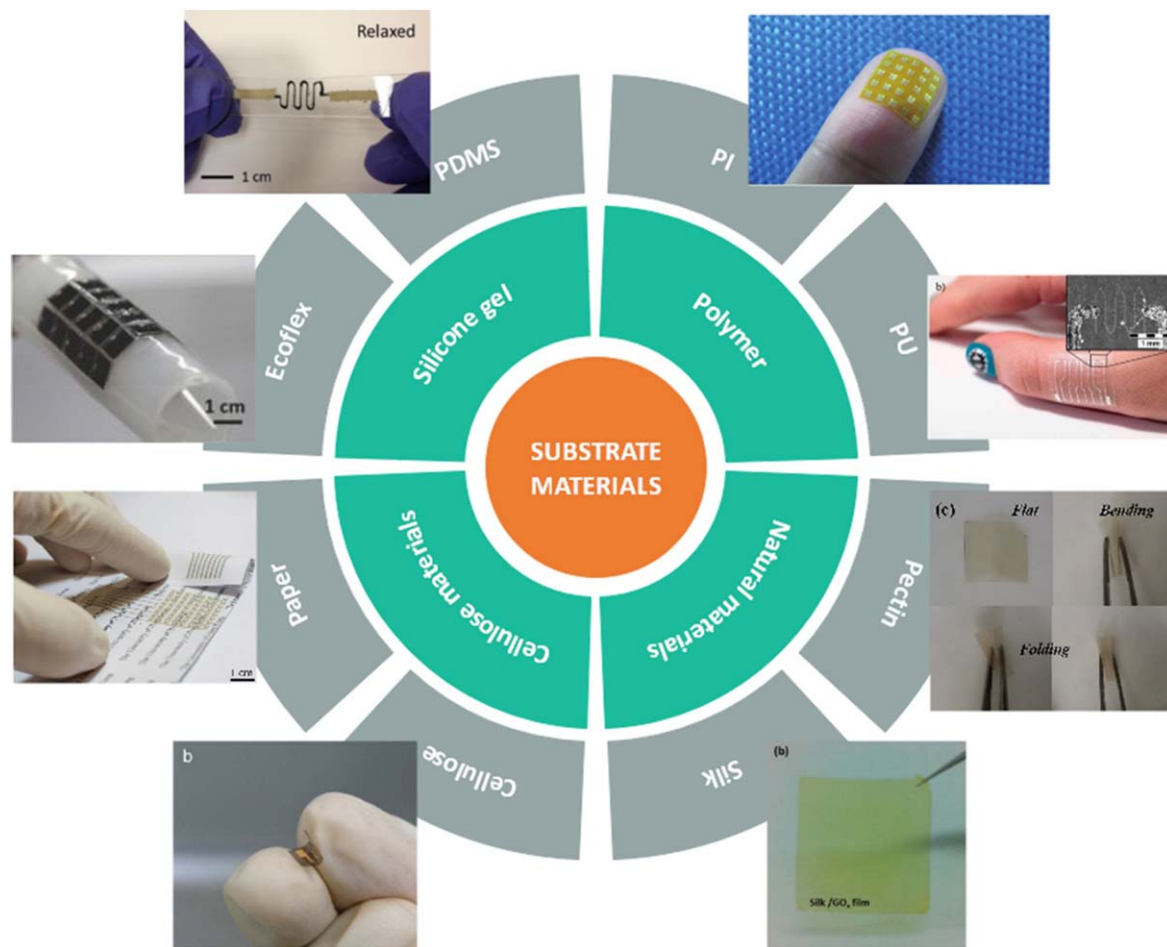 Relaxed
1 cm
PDMS
PI
Ecoflex
Silicone gel
Polymer
PU
b)
1 mm
1 cm
SUBSTRATE
MATERIALS
Paper
Cellulose materials
Natural materials
Pectin
(c)
Flat
Bending
Folding
1 cm
Cellulose
Silk
b
(b)
Silk /GO, film